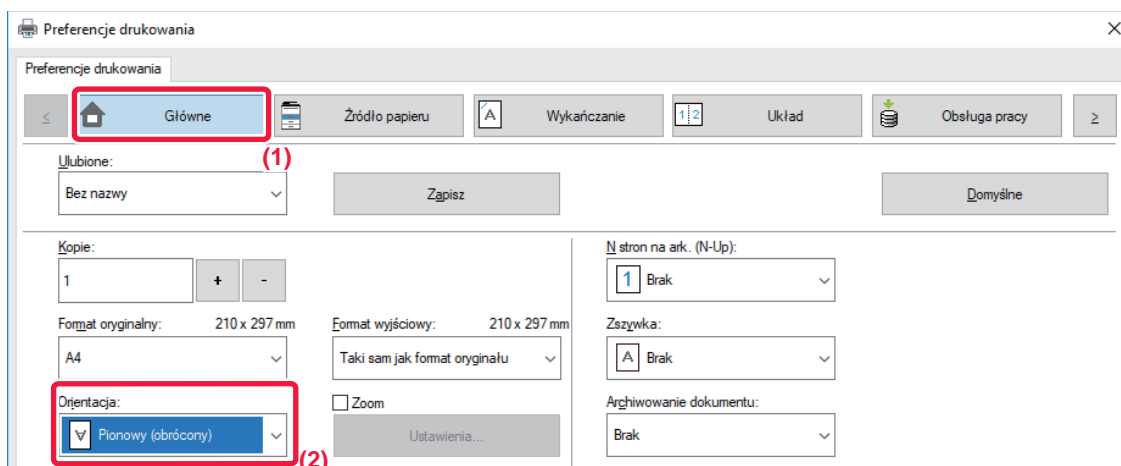 Preferencje drukowania
Preferencje drukowania
≤ Główne Źródło papieru A Wykańczanie 1 2 Układ Obsługa pracy ≥
(1)
Ulubione:
Bez nazwy Zapisz Domyślne
Kopie: N stron na ark. (N-Up):
1 + - 1 Brak
Format oryginalny: 210 x 297 mm Format wyjściowy: 210 x 297 mm Zszywka:
A4 Taki sam jak format oryginału A Brak
Orientacja: Zoom Archiwowanie dokumentu:
A Pionowy (obrócony) Ustawienia... Brak
(2)